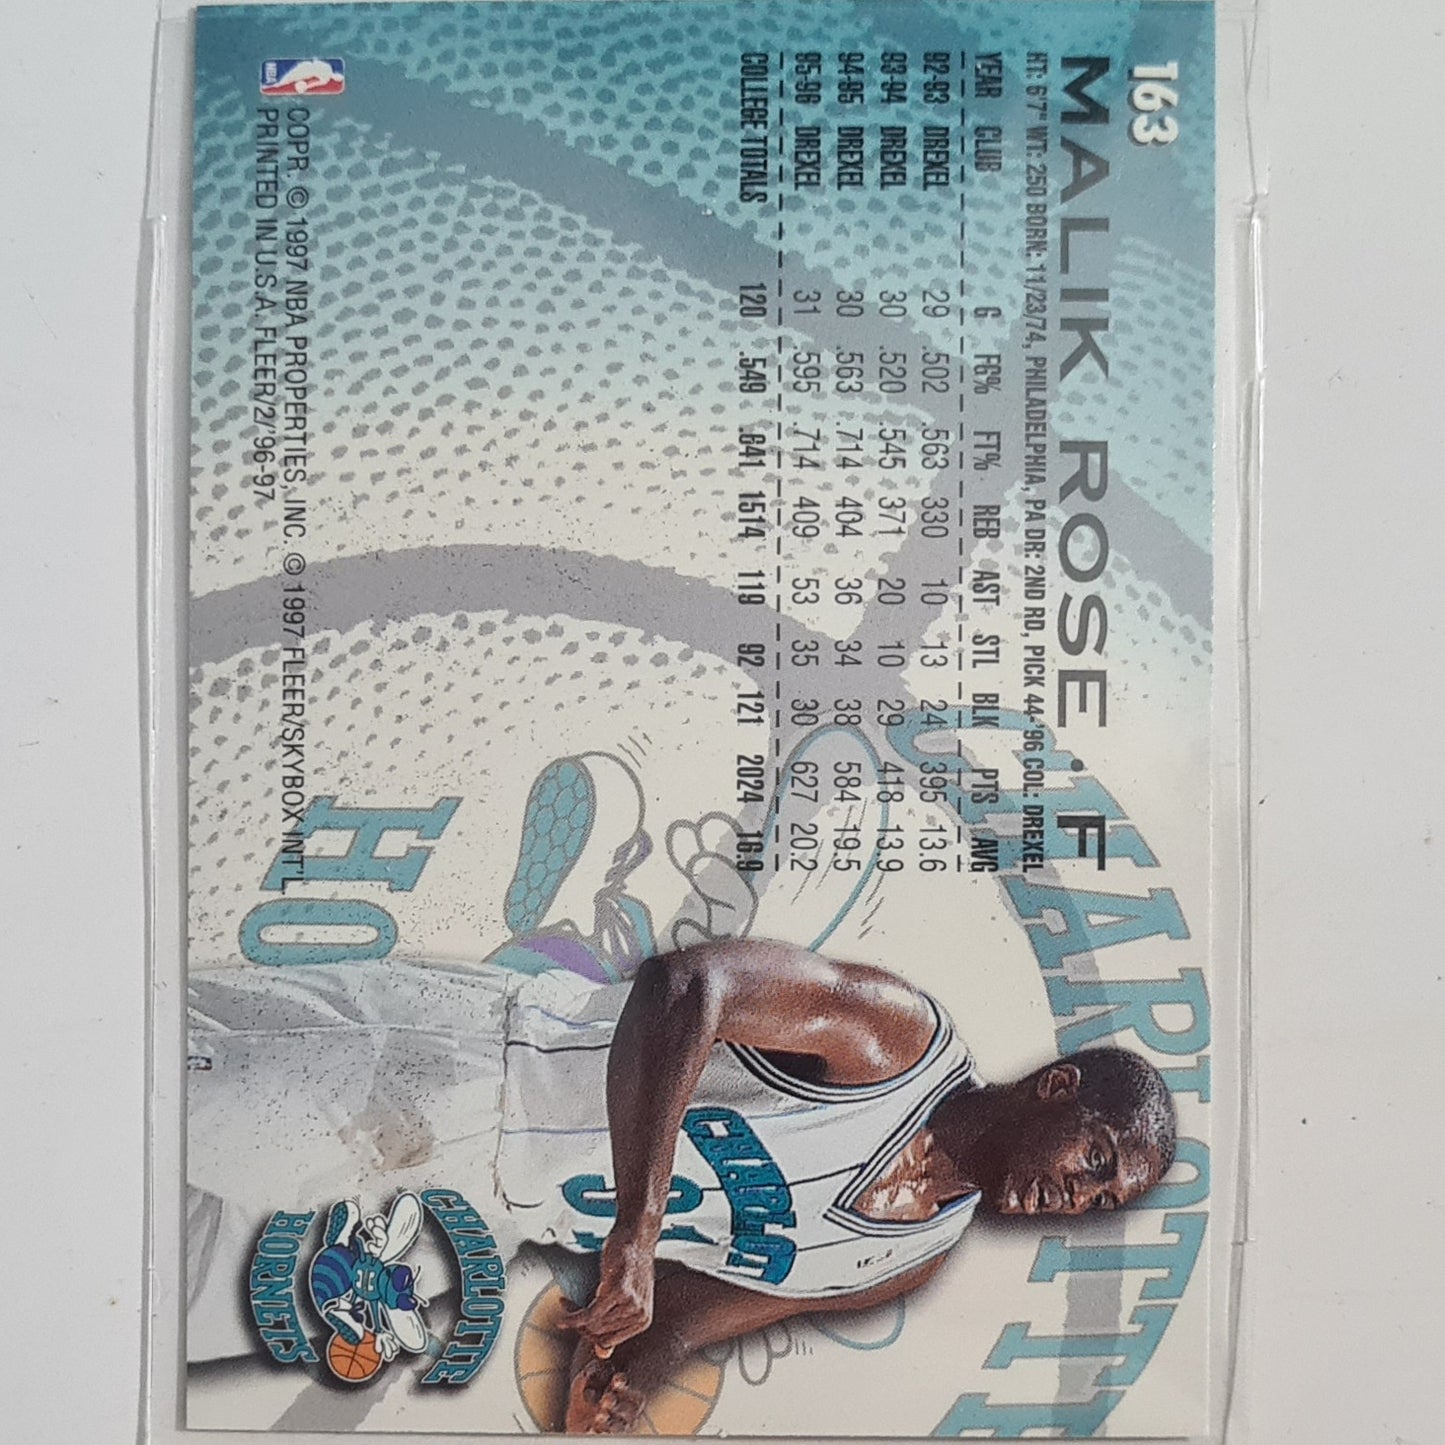 163
MALIK ROSE · F
HT: 6'7" WT: 250 BORN: 11/23/74, PHILADELPHIA, PA DR: 2ND RD, PICK 44-'96 COL: DREXEL
YEAR CLUB G FG% FT% REB AST STL BLK PTS AVG
92-93 DREXEL 29 .502 .563 330 10 13 24 395 13.6
93-94 DREXEL 30 .520 .545 371 20 10 29 418 13.9
94-95 DREXEL 30 .563 .714 404 36 34 38 584 19.5
95-96 DREXEL 31 .595 .714 409 53 35 30 627 20.2
COLLEGE TOTALS 120 .549 .641 1514 119 92 121 2024 16.9
CHARLOTTE
HO
CHARLOTTE
CHARLOTTE
HORNETS
NBA
COPR. © 1997 NBA PROPERTIES, INC. © 1997 FLEER/SKYBOX INT'L.
PRINTED IN U.S.A. FLEER/2/'96-97